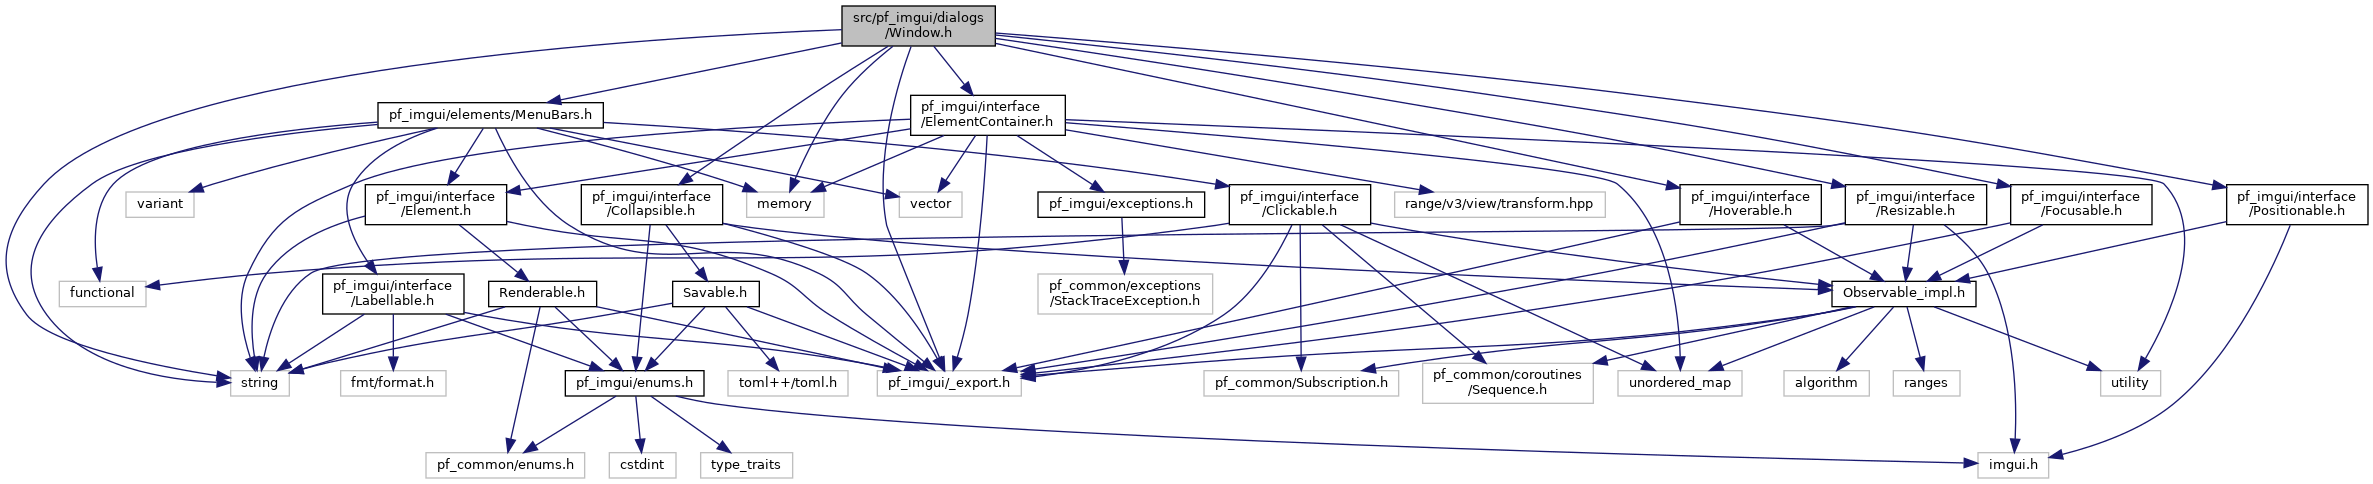 src/pf_imgui/dialogs
/Window.h
pf_imgui/elements/MenuBars.h
pf_imgui/interface
/ElementContainer.h
variant
pf_imgui/interface
/Element.h
pf_imgui/interface
/Collapsible.h
memory
vector
pf_imgui/exceptions.h
pf_imgui/interface
/Clickable.h
range/v3/view/transform.hpp
pf_imgui/interface
/Hoverable.h
pf_imgui/interface
/Resizable.h
pf_imgui/interface
/Focusable.h
pf_imgui/interface
/Positionable.h
functional
pf_imgui/interface
/Labellable.h
Renderable.h
Savable.h
pf_common/exceptions
/StackTraceException.h
Observable_impl.h
string
fmt/format.h
pf_imgui/enums.h
toml++/toml.h
pf_imgui/_export.h
pf_common/Subscription.h
pf_common/coroutines
/Sequence.h
unordered_map
algorithm
ranges
utility
pf_common/enums.h
cstdint
type_traits
imgui.h